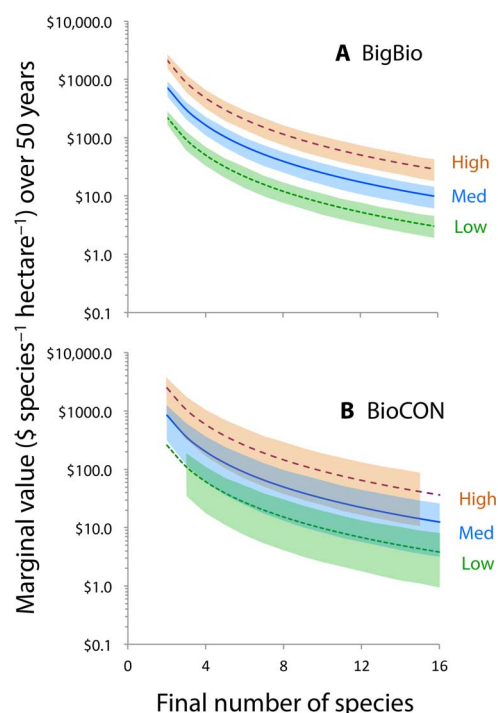 Marginal value ($ species⁻¹ hectare⁻¹) over 50 years
$10,000.0
$1000.0
$100.0
$10.0
$1.0
$0.1
A BigBio
High
Med
Low
$10,000.0
$1000.0
$100.0
$10.0
$1.0
$0.1
B BioCON
High
Med
Low
0 4 8 12 16
Final number of species